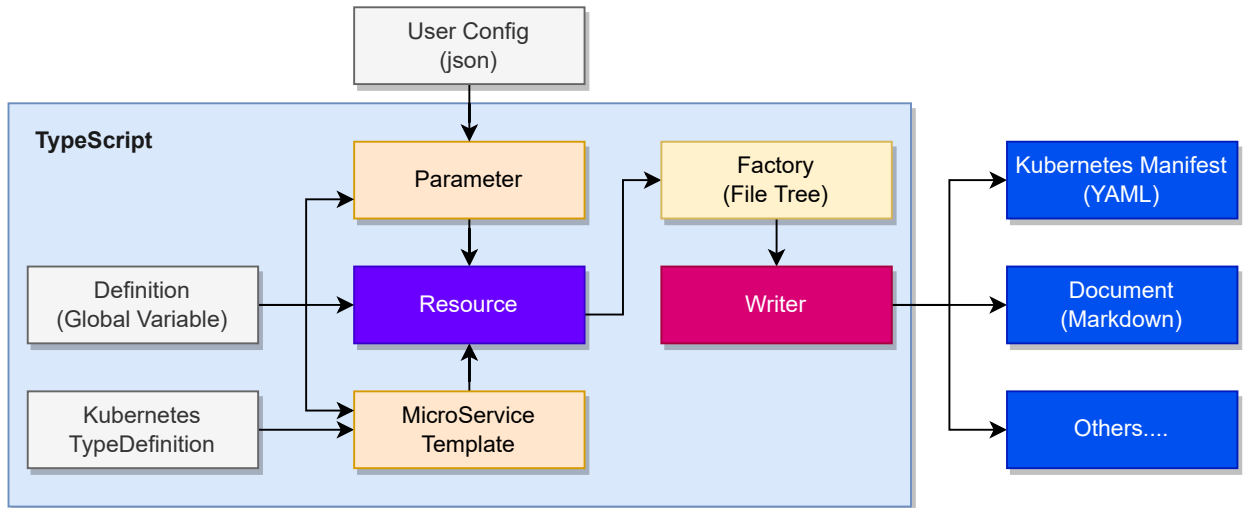 User Config
(json)
TypeScript
Parameter
Factory
(File Tree)
Kubernetes Manifest
(YAML)
Definition
(Global Variable)
Resource
Writer
Document
(Markdown)
Kubernetes
TypeDefinition
MicroService
Template
Others....